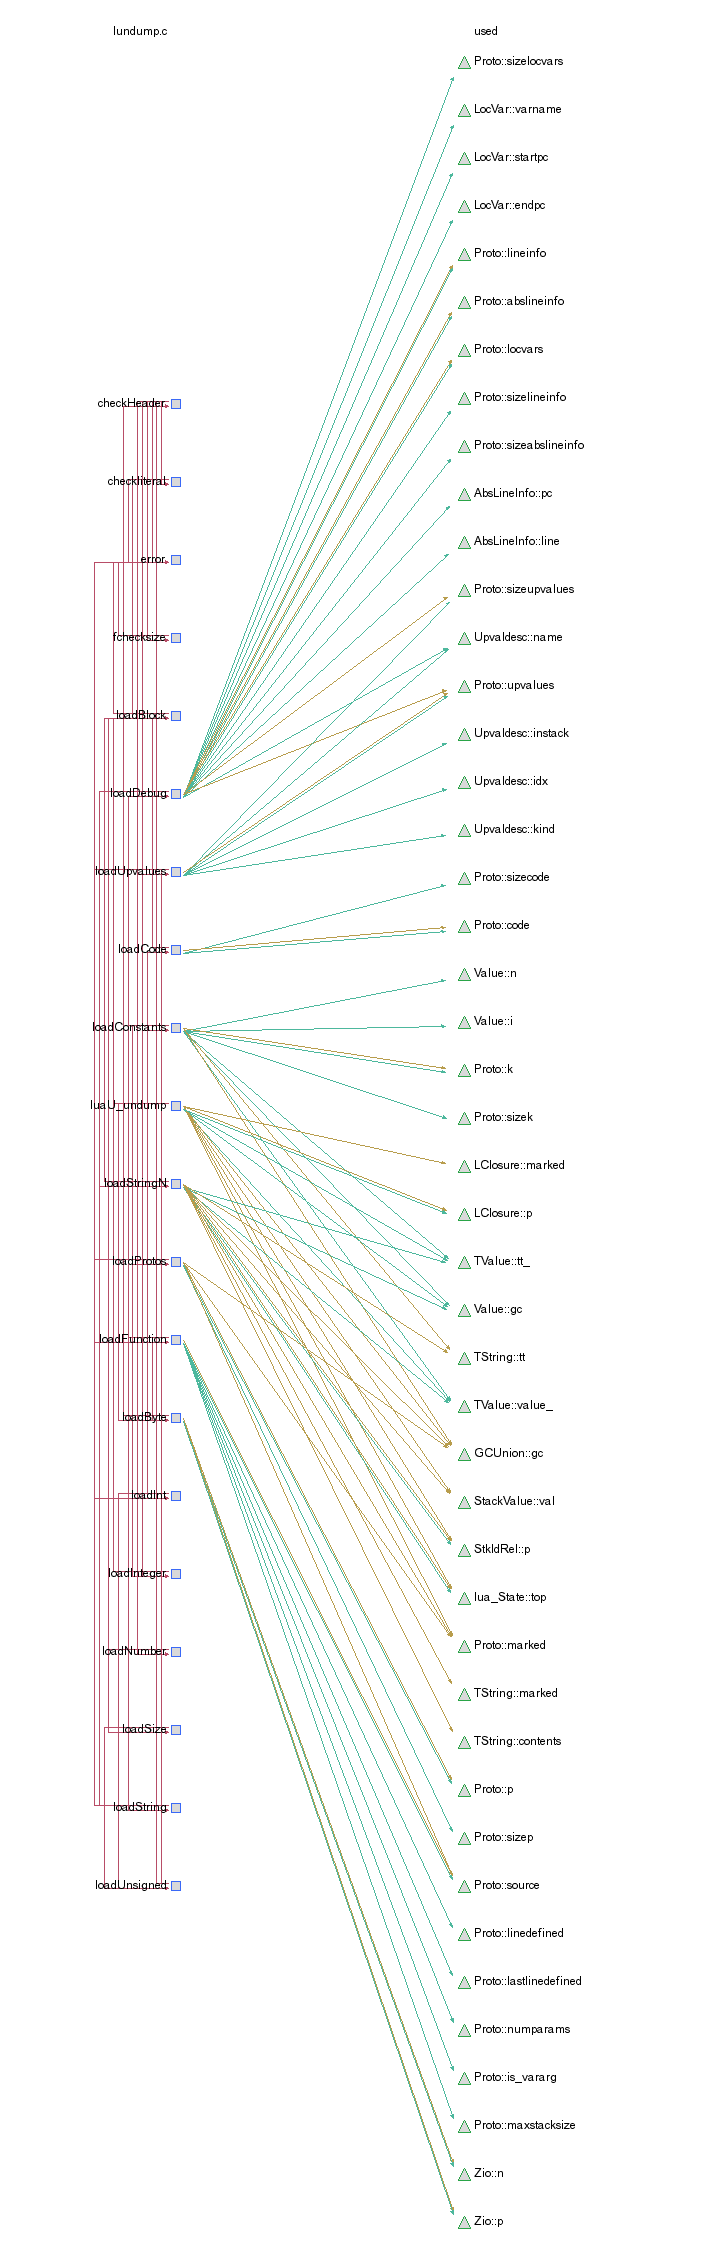 lundump.c
used
Proto::sizelocvars
LocVar::varname
LocVar::startpc
LocVar::endpc
Proto::lineinfo
Proto::abslineinfo
Proto::locvars
Proto::sizelineinfo
checkHeader
Proto::sizeabslineinfo
checkliteral
AbsLineInfo::pc
AbsLineInfo::line
error
Proto::sizeupvalues
fchecksize
Upvaldesc::name
Proto::upvalues
loadBlock
Upvaldesc::instack
Upvaldesc::idx
loadDebug
Upvaldesc::kind
loadUpvalues
Proto::sizecode
Proto::code
loadCode
Value::n
Value::i
loadConstants
Proto::k
luaU_undump
Proto::sizek
LClosure::marked
loadStringN
LClosure::p
TValue::tt_
loadProtos
Value::gc
loadFunction
TString::tt
TValue::value_
loadByte
GCUnion::gc
loadInt
StackValue::val
StkIdRel::p
loadInteger
lua_State::top
Proto::marked
loadNumber
TString::marked
loadSize
TString::contents
Proto::p
loadString
Proto::sizep
loadUnsigned
Proto::source
Proto::linedefined
Proto::lastlinedefined
Proto::numparams
Proto::is_vararg
Proto::maxstacksize
Zio::n
Zio::p